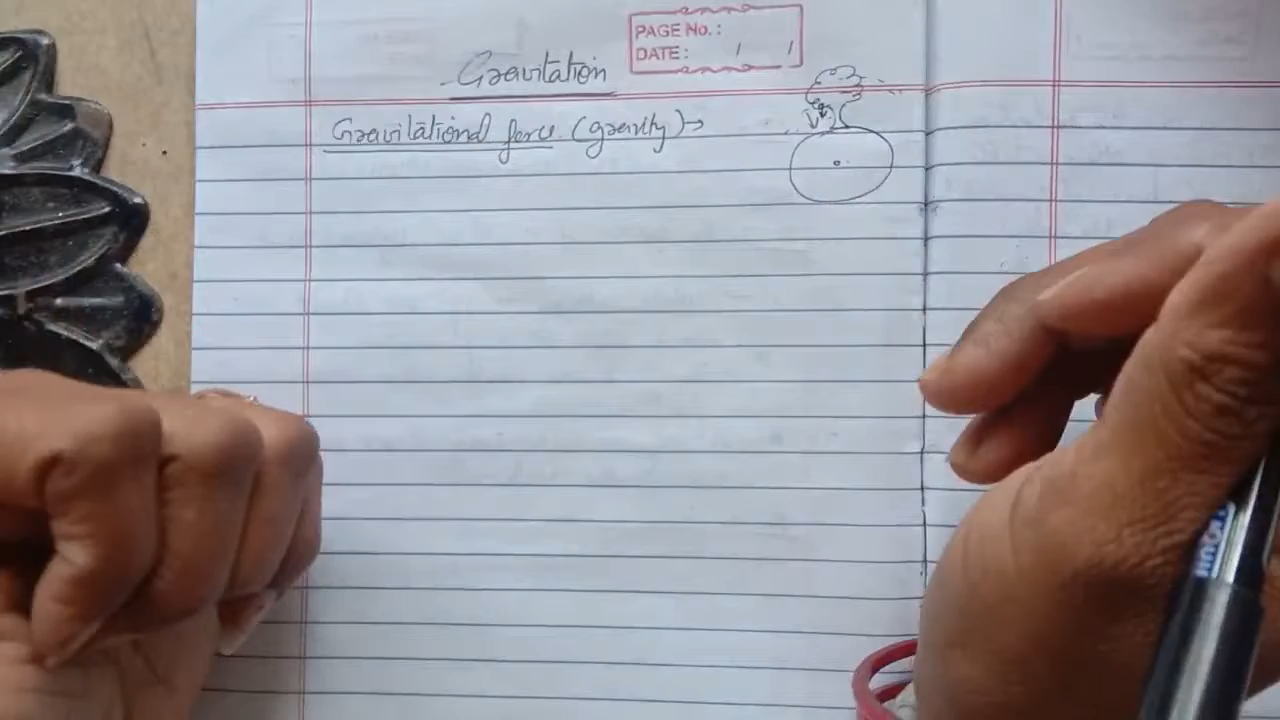 PAGE No.:
DATE: / /
Gravitation
Gravitational force (gravity)→